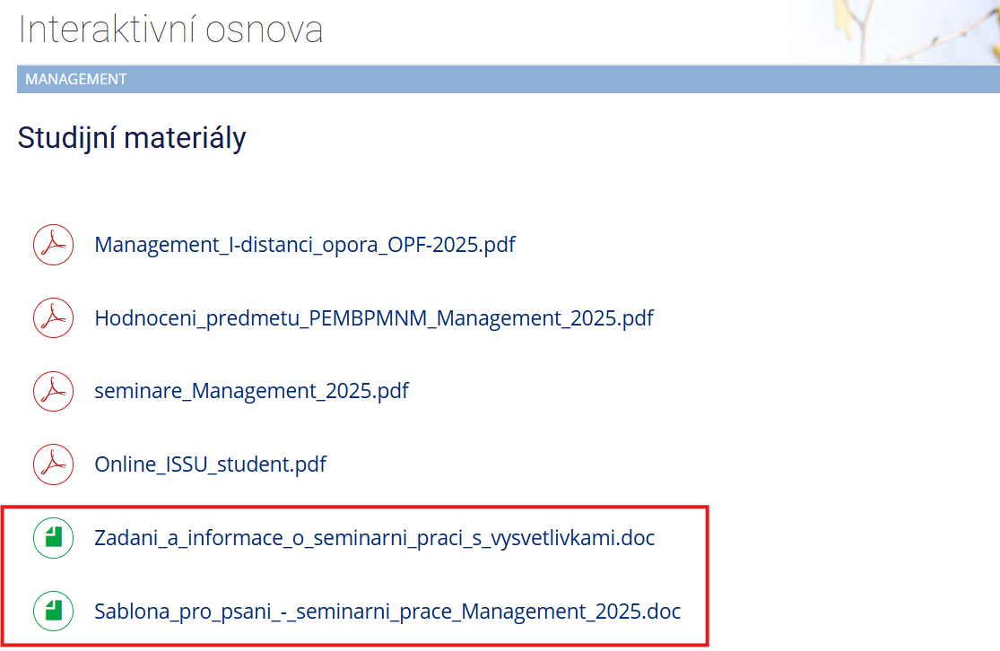 Interaktivní osnova
MANAGEMENT
Studijní materiály
Management_I-distanci_opora_OPF-2025.pdf
Hodnoceni_predmetu_PEMBPMNM_Management_2025.pdf
seminare_Management_2025.pdf
Online_ISSU_student.pdf
Zadani_a_informace_o_seminarni_praci_s_vysvetlivkami.doc
Sablona_pro_psani_-_seminarni_prace_Management_2025.doc